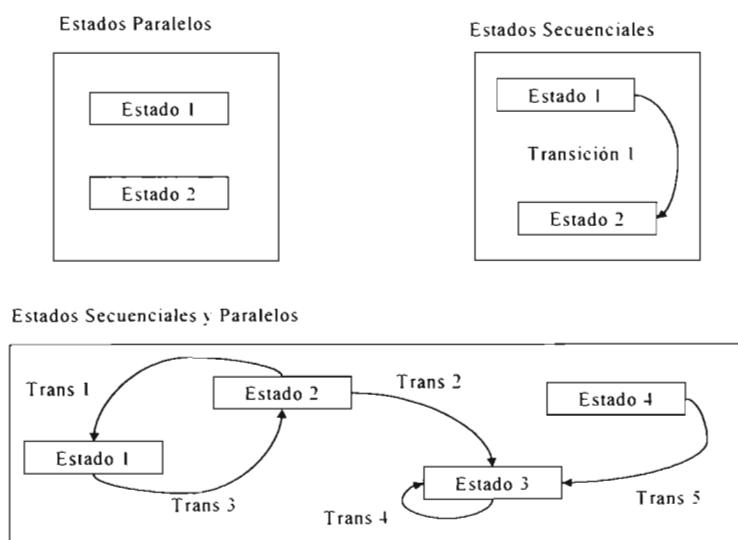 Estados Paralelos
Estado 1
Estado 2
Estados Secuenciales
Estado 1
Transición 1
Estado 2
Estados Secuenciales y Paralelos
Trans 1
Estado 2
Trans 2
Estado 4
Estado 1
Trans 3
Estado 3
Trans 4
Trans 5